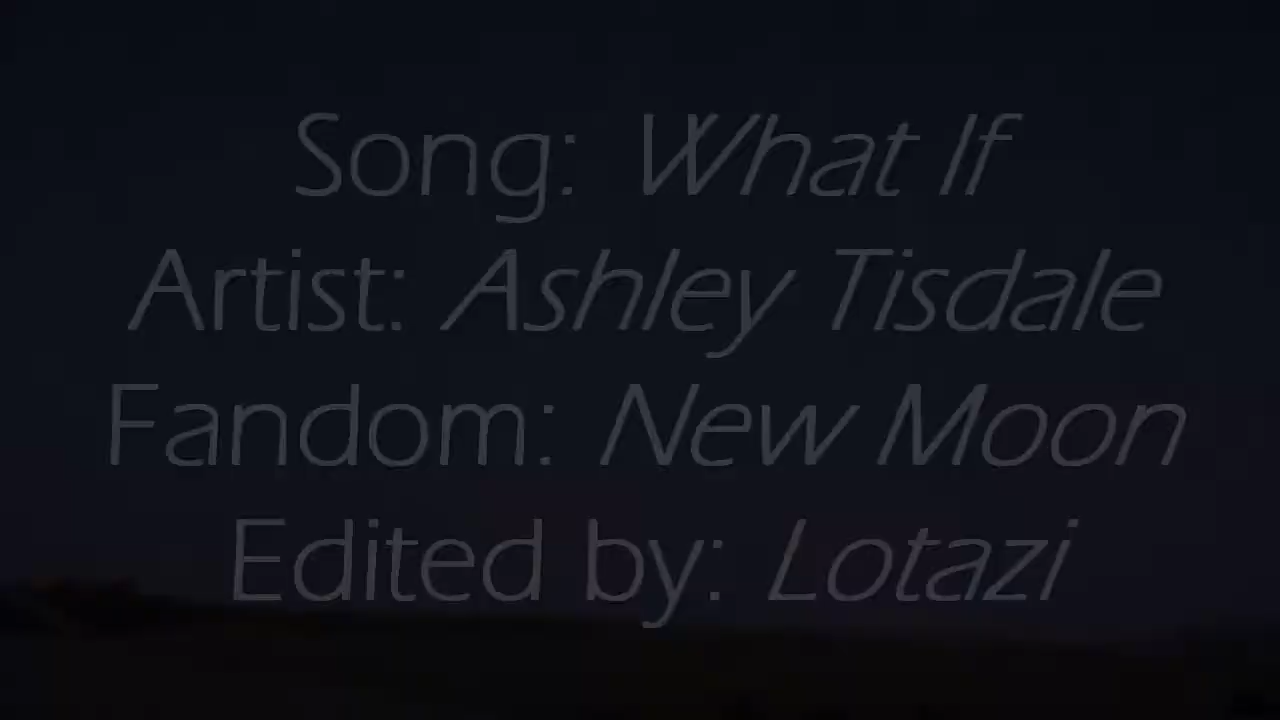 Song: What If
Artist: Ashley Tisdale
Fandom: New Moon
Edited by: Lotazi